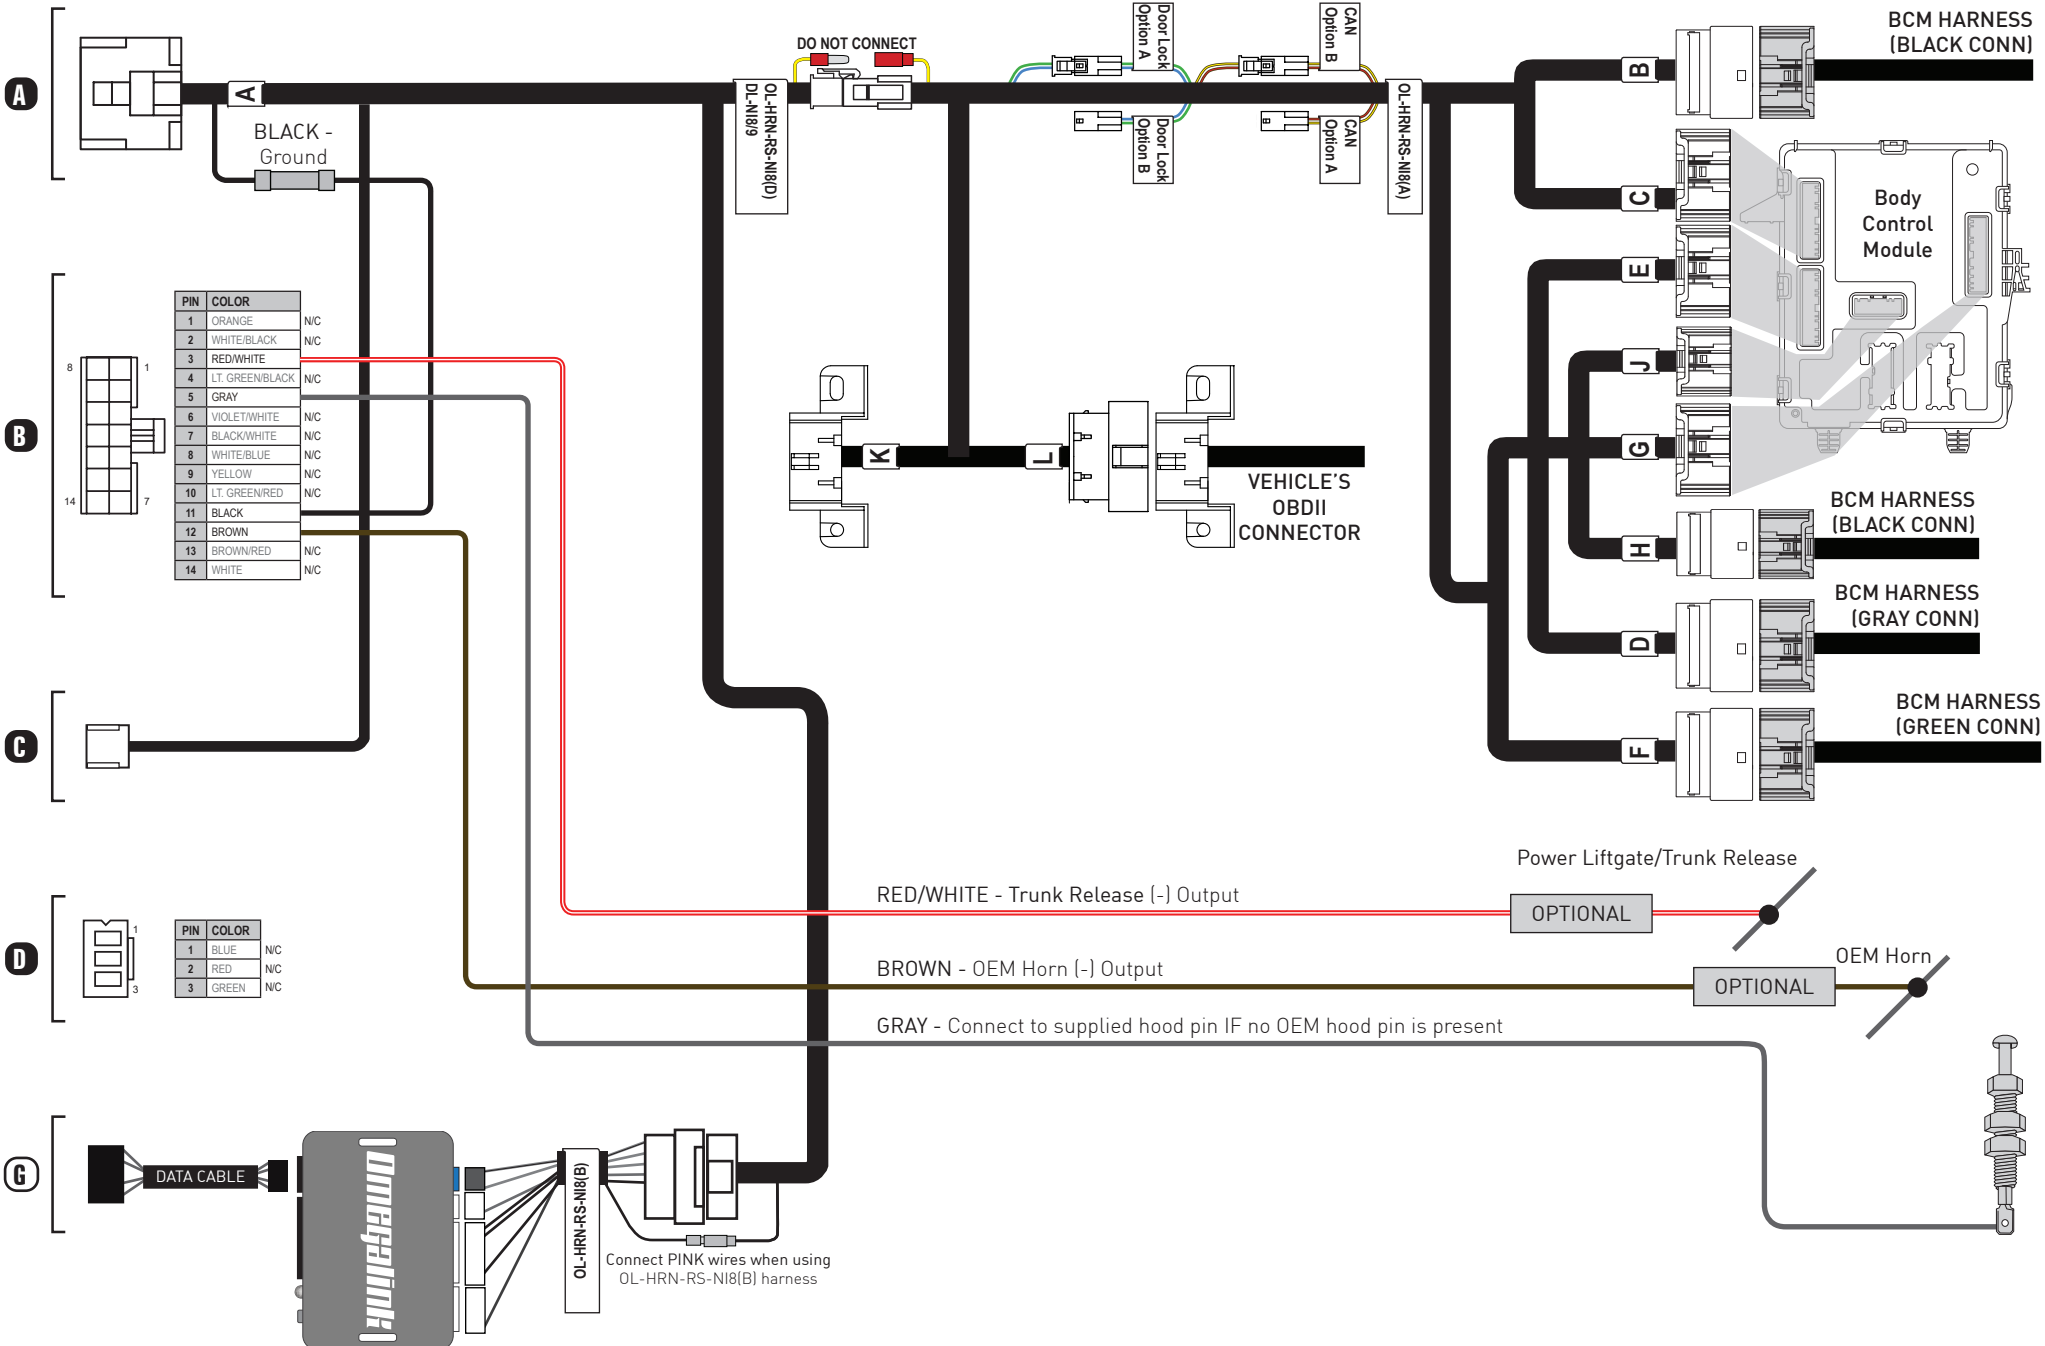 A
A
BLACK -
Ground
DO NOT CONNECT
OL-HRN-RS-NI8(D)
DL-NI8/9
Door Lock
Option A
Door Lock
Option B
CAN
Option B
CAN
Option A
OL-HRN-RS-NI8(A)
B
BCM HARNESS
(BLACK CONN)
C
Body
Control
Module
E
J
G
H
BCM HARNESS
(BLACK CONN)
D
BCM HARNESS
(GRAY CONN)
F
BCM HARNESS
(GREEN CONN)
K
L
VEHICLE'S
OBDII
CONNECTOR
B
8 1
14 7
PIN COLOR
1 ORANGE N/C
2 WHITE/BLACK N/C
3 RED/WHITE
4 LT. GREEN/BLACK N/C
5 GRAY
6 VIOLET/WHITE N/C
7 BLACK/WHITE N/C
8 WHITE/BLUE N/C
9 YELLOW N/C
10 LT. GREEN/RED N/C
11 BLACK
12 BROWN
13 BROWN/RED N/C
14 WHITE N/C
C
D
1
3
PIN COLOR
1 BLUE N/C
2 RED N/C
3 GREEN N/C
Power Liftgate/Trunk Release
RED/WHITE - Trunk Release (-) Output
OPTIONAL
OEM Horn
BROWN - OEM Horn (-) Output
OPTIONAL
GRAY - Connect to supplied hood pin IF no OEM hood pin is present
G
DATA CABLE
Omegalink
OL-HRN-RS-NI8(B)
Connect PINK wires when using
OL-HRN-RS-NI8(B) harness